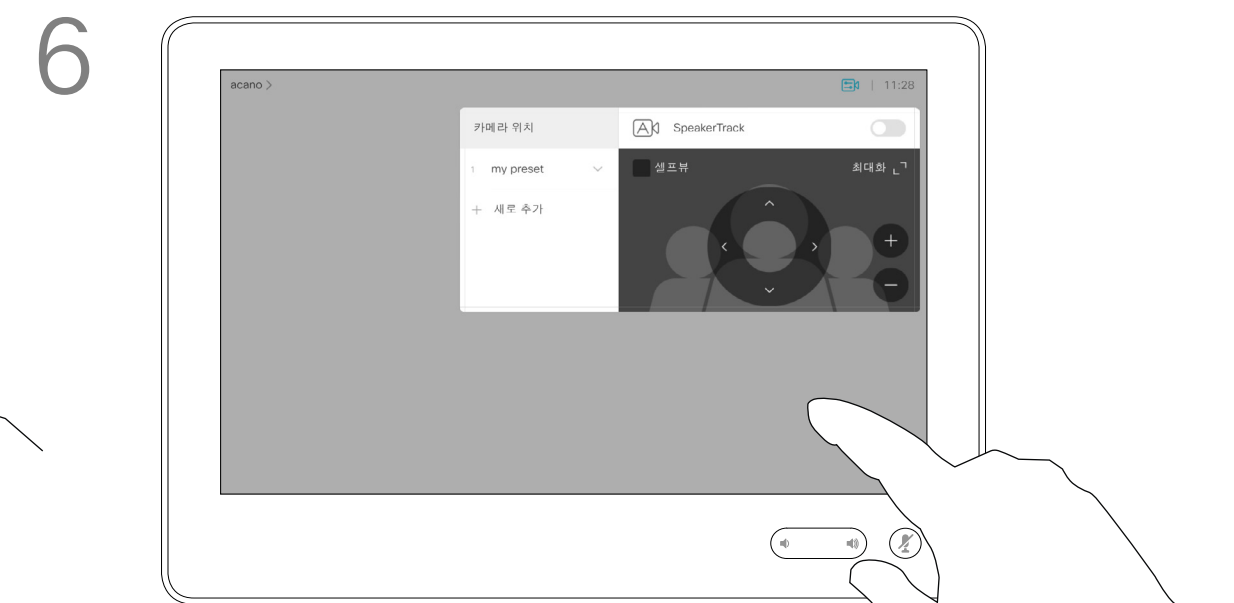 6
acano >
11:28
카메라 위치
SpeakerTrack
1 my preset
셀프뷰
최대화
+ 새로 추가